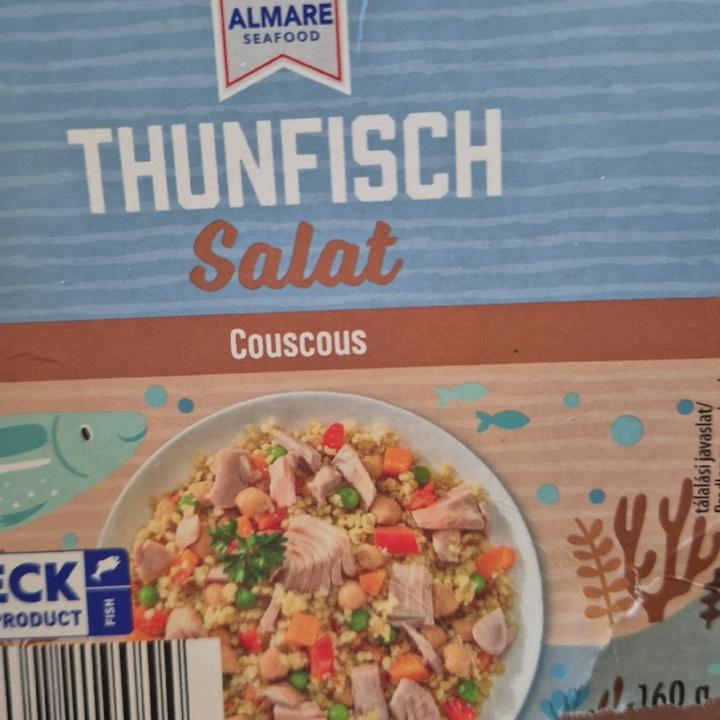 ALMARE
SEAFOOD
THUNFISCH
Salat
Couscous
tálalási javaslat/
ECK
PRODUCT
FISH
160 g